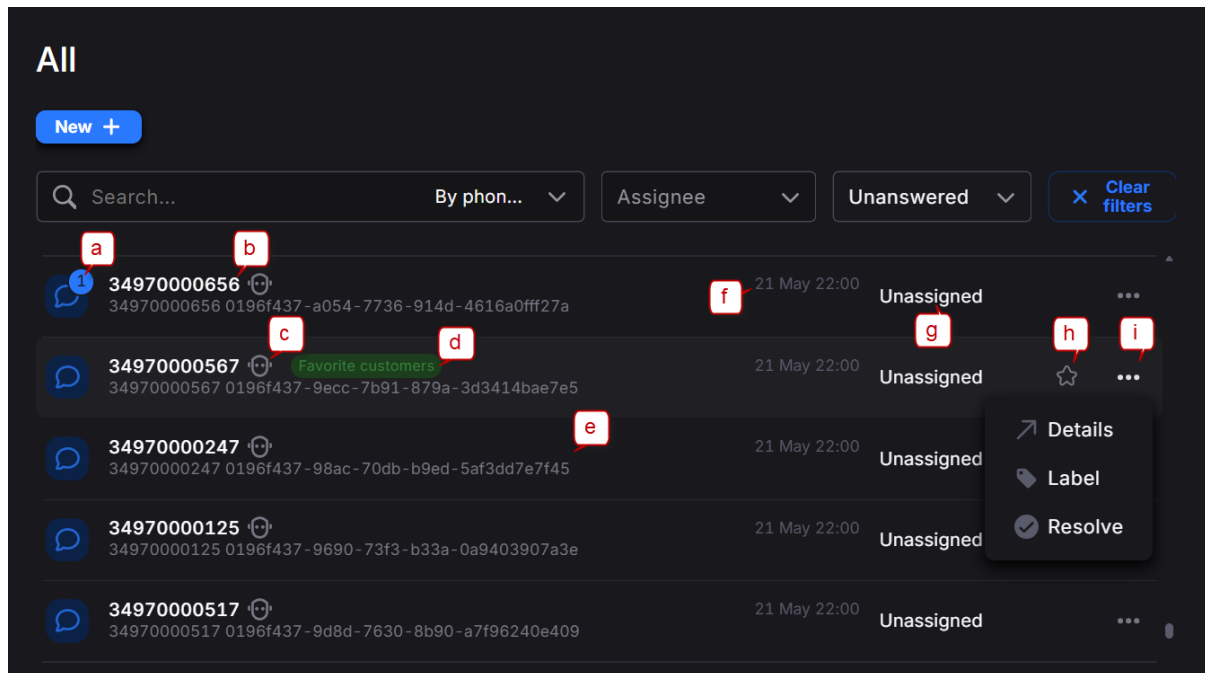 All
New +
Search... By phon... Assignee Unanswered Clear filters
a b
1 34970000656 21 May 22:00
34970000656 0196f437-a054-7736-914d-4616a0fff27a f Unassigned
c d g h i
34970000567 Favorite customers 21 May 22:00
34970000567 0196f437-9ecc-7b91-879a-3d3414bae7e5 Unassigned
e
Details
34970000247 21 May 22:00
34970000247 0196f437-98ac-70db-b9ed-5af3dd7e7f45 Unassigned
Label
34970000125 21 May 22:00 Resolve
34970000125 0196f437-9690-73f3-b33a-0a9403907a3e Unassigned
34970000517 21 May 22:00
34970000517 0196f437-9d8d-7630-8b90-a7f96240e409 Unassigned